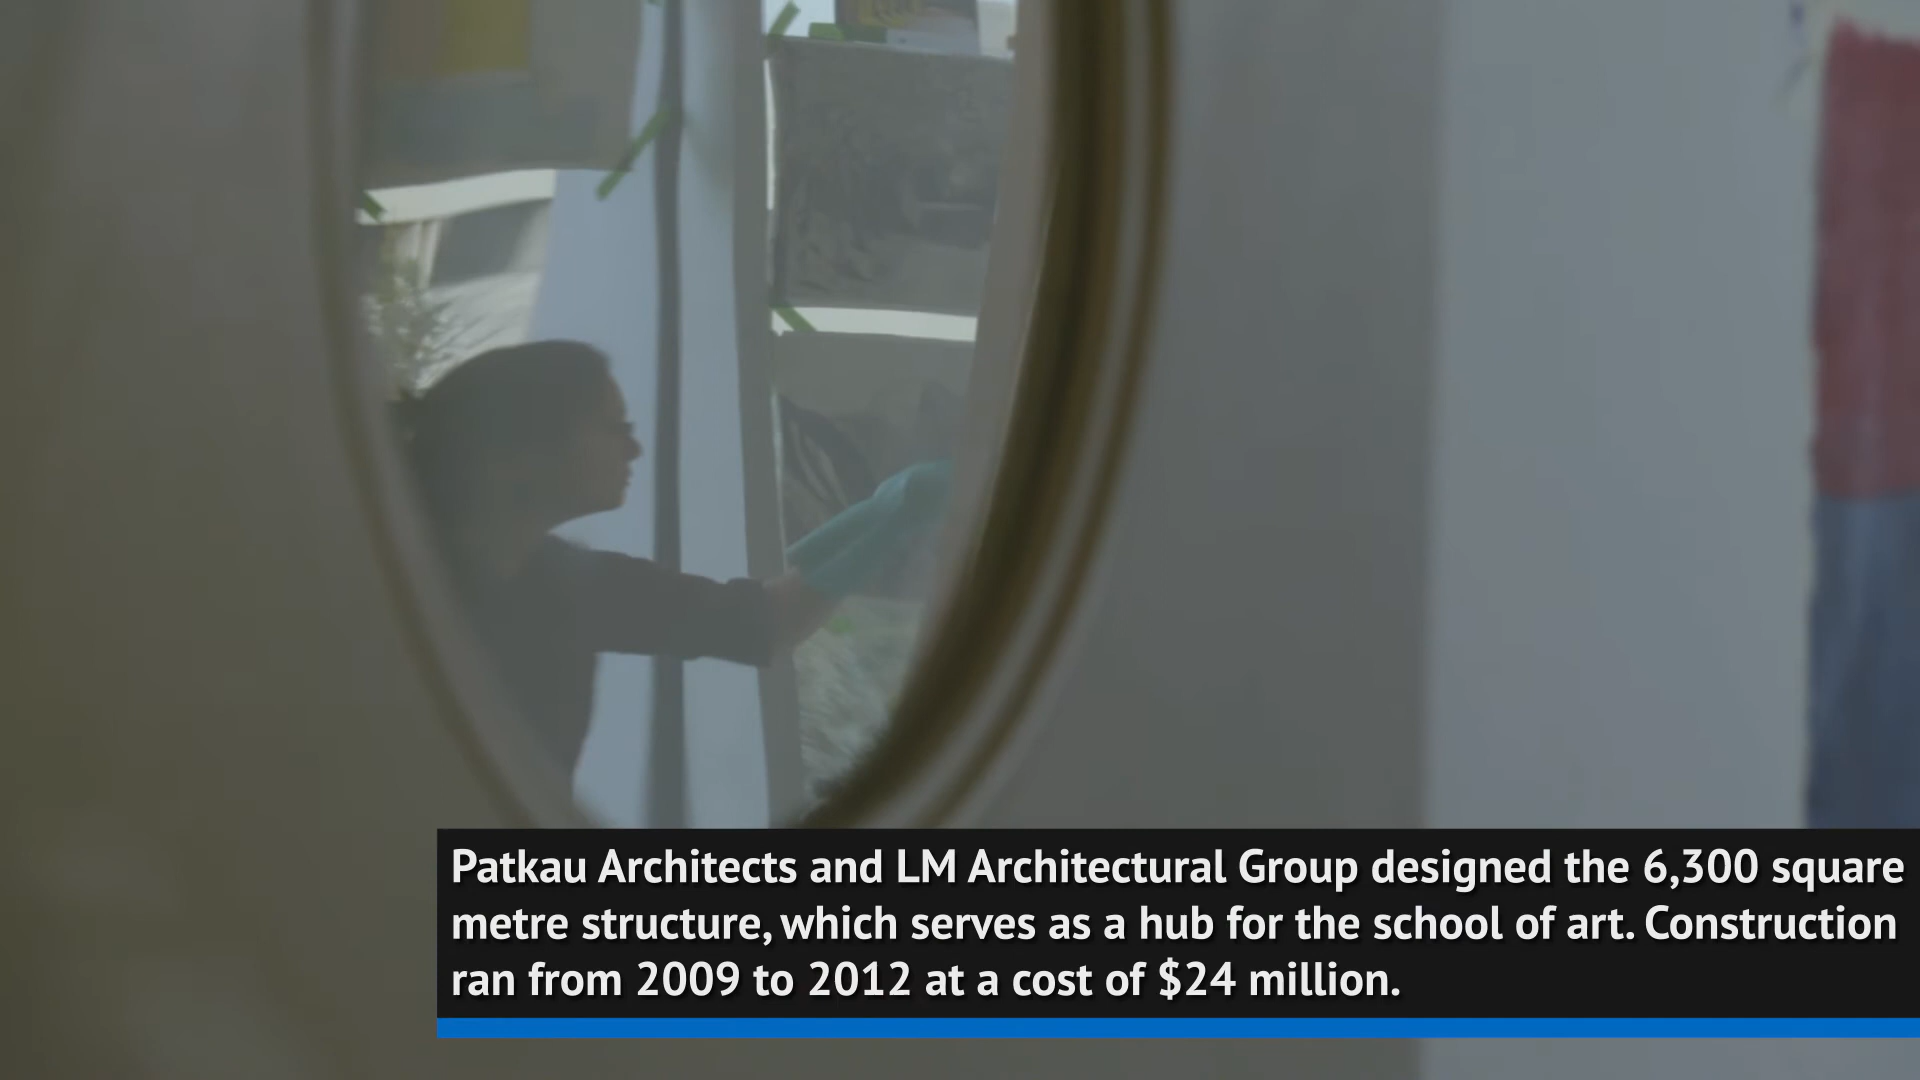 Patkau Architects and LM Architectural Group designed the 6,300 square
metre structure, which serves as a hub for the school of art. Construction
ran from 2009 to 2012 at a cost of $24 million.